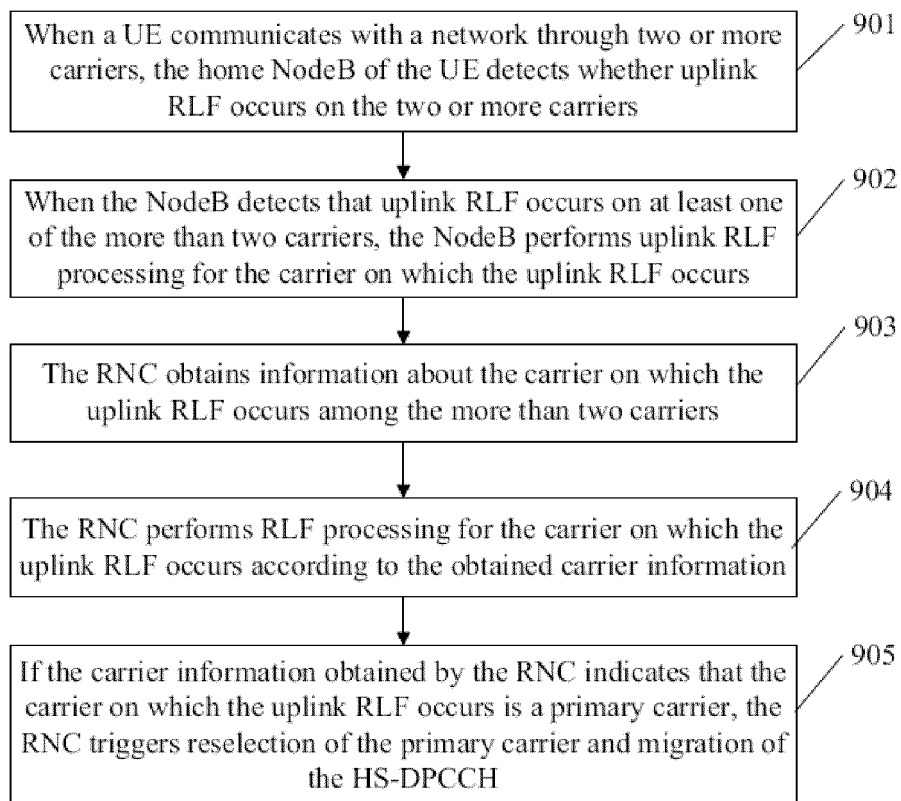 When a UE communicates with a network through two or more
carriers, the home NodeB of the UE detects whether uplink
RLF occurs on the two or more carriers
901
When the NodeB detects that uplink RLF occurs on at least one
of the more than two carriers, the NodeB performs uplink RLF
processing for the carrier on which the uplink RLF occurs
902
The RNC obtains information about the carrier on which the
uplink RLF occurs among the more than two carriers
903
The RNC performs RLF processing for the carrier on which the
uplink RLF occurs according to the obtained carrier information
904
If the carrier information obtained by the RNC indicates that the
carrier on which the uplink RLF occurs is a primary carrier, the
RNC triggers reselection of the primary carrier and migration of
the HS-DPCCH
905